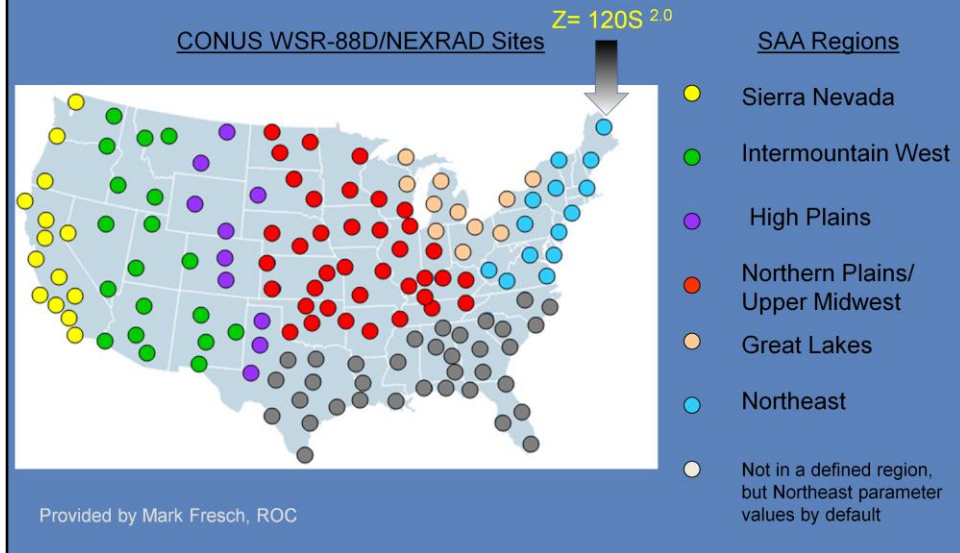 Z= 120S 2.0
CONUS WSR-88D/NEXRAD Sites
SAA Regions
Sierra Nevada
Intermountain West
High Plains
Northern Plains/
Upper Midwest
Great Lakes
Northeast
Not in a defined region,
but Northeast parameter
values by default
Provided by Mark Fresch, ROC